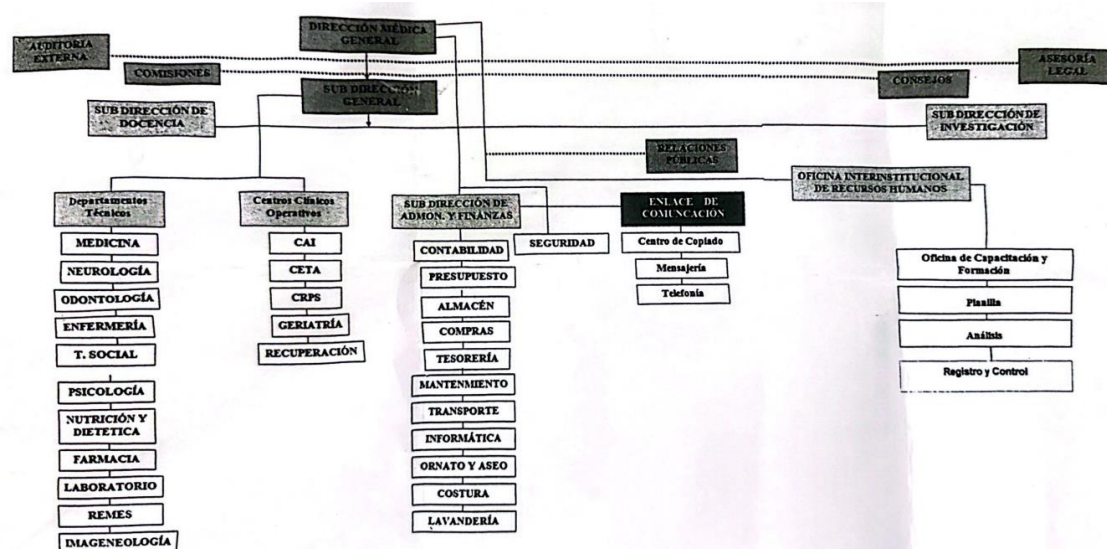 DIRECCIÓN MÉDICA
GENERAL
AUDITORIA
EXTERNA
ASESORÍA
LEGAL
COMISIONES
CONSEJOS
SUB DIRECCIÓN
GENERAL
SUB DIRECCIÓN DE
DOCENCIA
SUB DIRECCIÓN DE
INVESTIGACIÓN
RELACIONES
PÚBLICAS
OFICINA INTERINSTITUCIONAL
DE RECURSOS HUMANOS
Departamentos
Técnicos
MEDICINA
NEUROLOGÍA
ODONTOLOGÍA
ENFERMERÍA
T. SOCIAL
PSICOLOGÍA
NUTRICIÓN Y
DIETETICA
FARMACIA
LABORATORIO
REMES
IMAGENEOLOGÍA
Centros Clínicos
Operativos
CAI
CETA
CRPS
GERIATRÍA
RECUPERACIÓN
SUB DIRECCIÓN DE
ADMON. Y FINANZAS
CONTABILIDAD
PRESUPUESTO
ALMACÉN
COMPRAS
TESORERÍA
MANTENMIENTO
TRANSPORTE
INFORMÁTICA
ORNATO Y ASEO
COSTURA
LAVANDERÍA
SEGURIDAD
ENLACE DE
COMUNCACIÓN
Centro de Copiado
Mensajería
Telefonía
Oficina de Capacitación y
Formación
Planilla
Análisis
Registro y Control